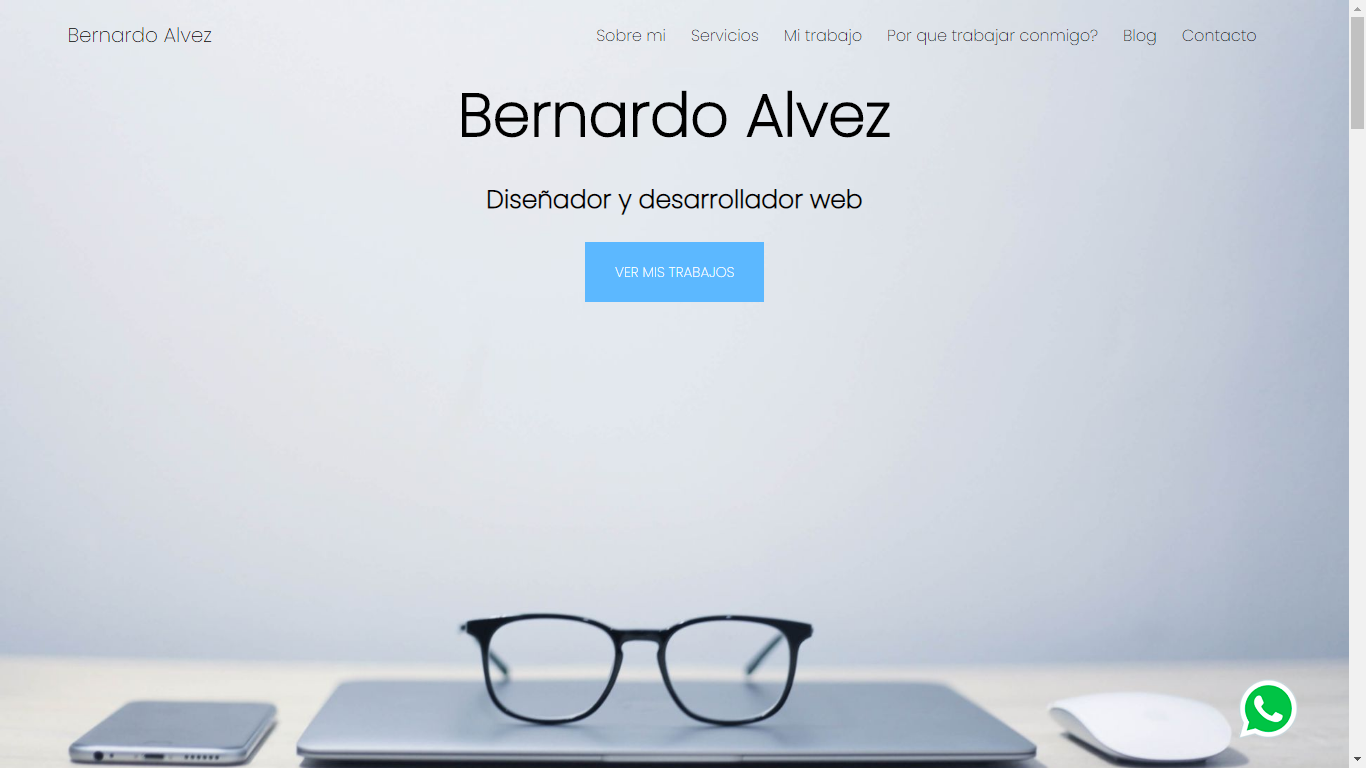 Bernardo Alvez
Sobre mi Servicios Mi trabajo Por que trabajar conmigo? Blog Contacto
Bernardo Alvez
Diseñador y desarrollador web
VER MIS TRABAJOS